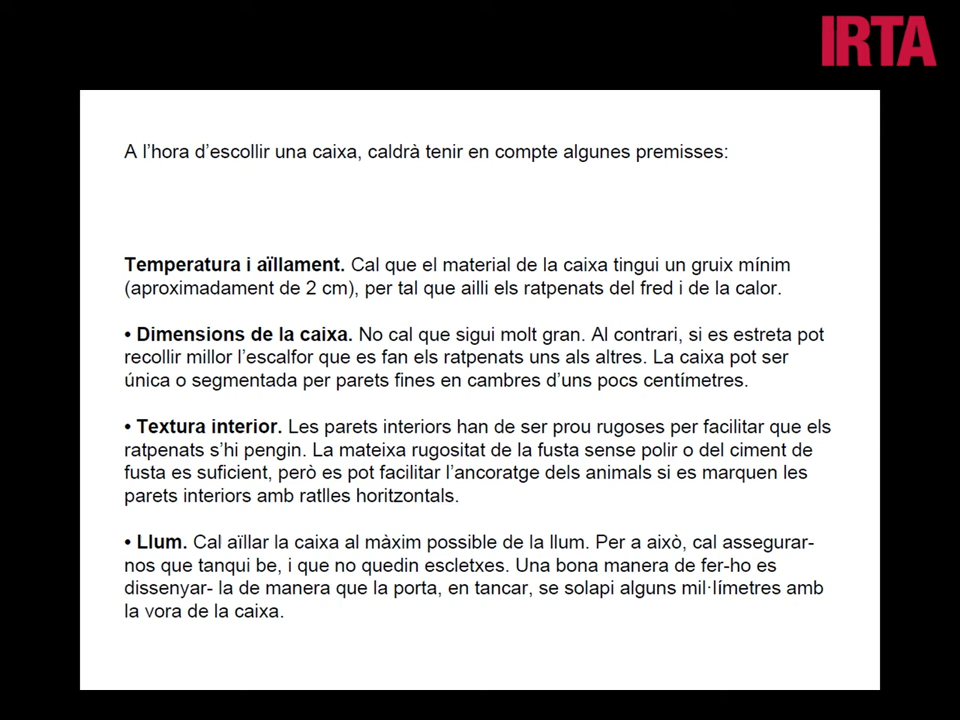 IRTA
A l’hora d’escollir una caixa, caldrà tenir en compte algunes premisses:
Temperatura i aïllament. Cal que el material de la caixa tingui un gruix mínim
(aproximadament de 2 cm), per tal que ailli els ratpenats del fred i de la calor.
• Dimensions de la caixa. No cal que sigui molt gran. Al contrari, si es estreta pot
recollir millor l’escalfor que es fan els ratpenats uns als altres. La caixa pot ser
única o segmentada per parets fines en cambres d’uns pocs centímetres.
• Textura interior. Les parets interiors han de ser prou rugoses per facilitar que els
ratpenats s’hi pengin. La mateixa rugositat de la fusta sense polir o del ciment de
fusta es suficient, però es pot facilitar l’ancoratge dels animals si es marquen les
parets interiors amb ratlles horitzontals.
• Llum. Cal aïllar la caixa al màxim possible de la llum. Per a això, cal assegurar-
nos que tanqui be, i que no quedin escletxes. Una bona manera de fer-ho es
dissenyar- la de manera que la porta, en tancar, se solapi alguns mil·límetres amb
la vora de la caixa.